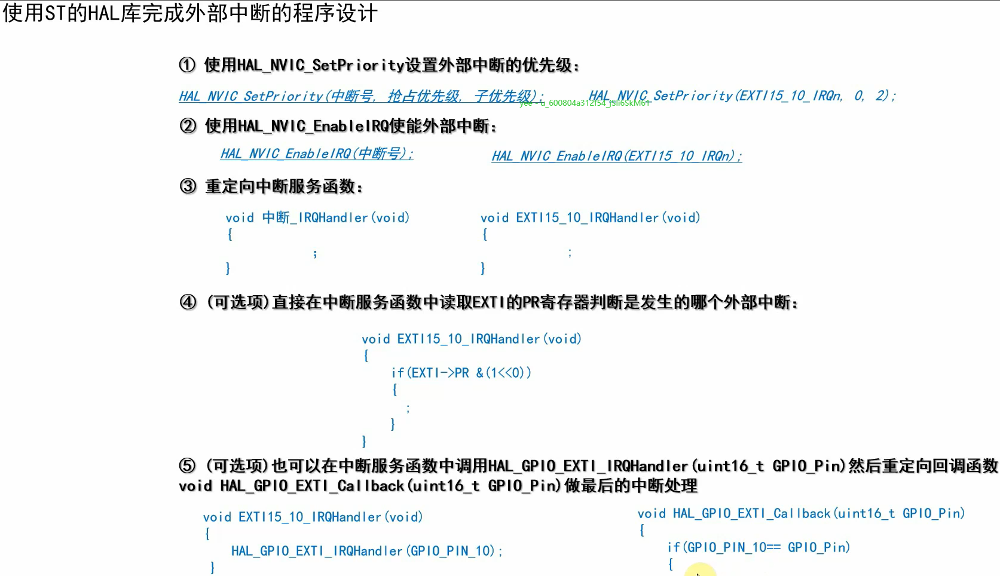 使用ST的HAL库完成外部中断的程序设计
① 使用HAL_NVIC_SetPriority设置外部中断的优先级：
HAL_NVIC_SetPriority(中断号, 抢占优先级, 子优先级); HAL_NVIC_SetPriority(EXTI15_10_IRQn, 0, 2);
② 使用HAL_NVIC_EnableIRQ使能外部中断：
HAL_NVIC_EnableIRQ(中断号); HAL_NVIC_EnableIRQ(EXTI15_10_IRQn);
③ 重定向中断服务函数：
void 中断_IRQHandler(void) void EXTI15_10_IRQHandler(void)
{ {
; ;
} }
④ (可选项)直接在中断服务函数中读取EXTI的PR寄存器判断是发生的哪个外部中断：
void EXTI15_10_IRQHandler(void)
{
if(EXTI->PR &(1<<0))
{
;
}
}
⑤ (可选项)也可以在中断服务函数中调用HAL_GPIO_EXTI_IRQHandler(uint16_t GPIO_Pin)然后重定向回调函数
void HAL_GPIO_EXTI_Callback(uint16_t GPIO_Pin)做最后的中断处理
void EXTI15_10_IRQHandler(void) void HAL_GPIO_EXTI_Callback(uint16_t GPIO_Pin)
{ {
HAL_GPIO_EXTI_IRQHandler(GPIO_PIN_10); if(GPIO_PIN_10== GPIO_Pin)
} {